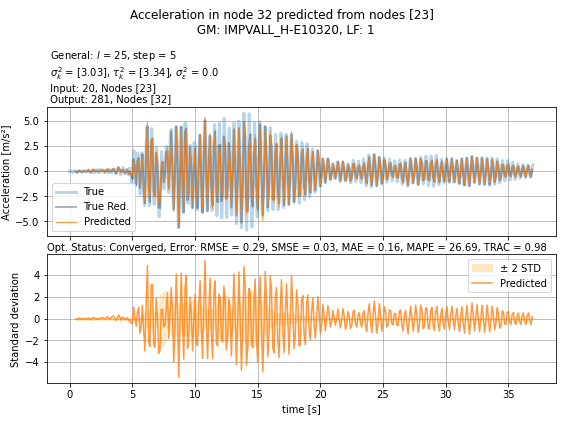 Acceleration in node 32 predicted from nodes [23]
GM: IMPVALL_H-E10320, LF: 1
General: l = 25, step = 5
σ²ₖ = [3.03], τ²ₖ = [3.34], σ²ε = 0.0
Input: 20, Nodes [23]
Output: 281, Nodes [32]
Acceleration [m/s²]
5.0
2.5
0.0
−2.5
−5.0
True
True Red.
Predicted
Opt. Status: Converged, Error: RMSE = 0.29, SMSE = 0.03, MAE = 0.16, MAPE = 26.69, TRAC = 0.98
Standard deviation
4
2
0
−2
−4
± 2 STD
Predicted
0 5 10 15 20 25 30 35
time [s]